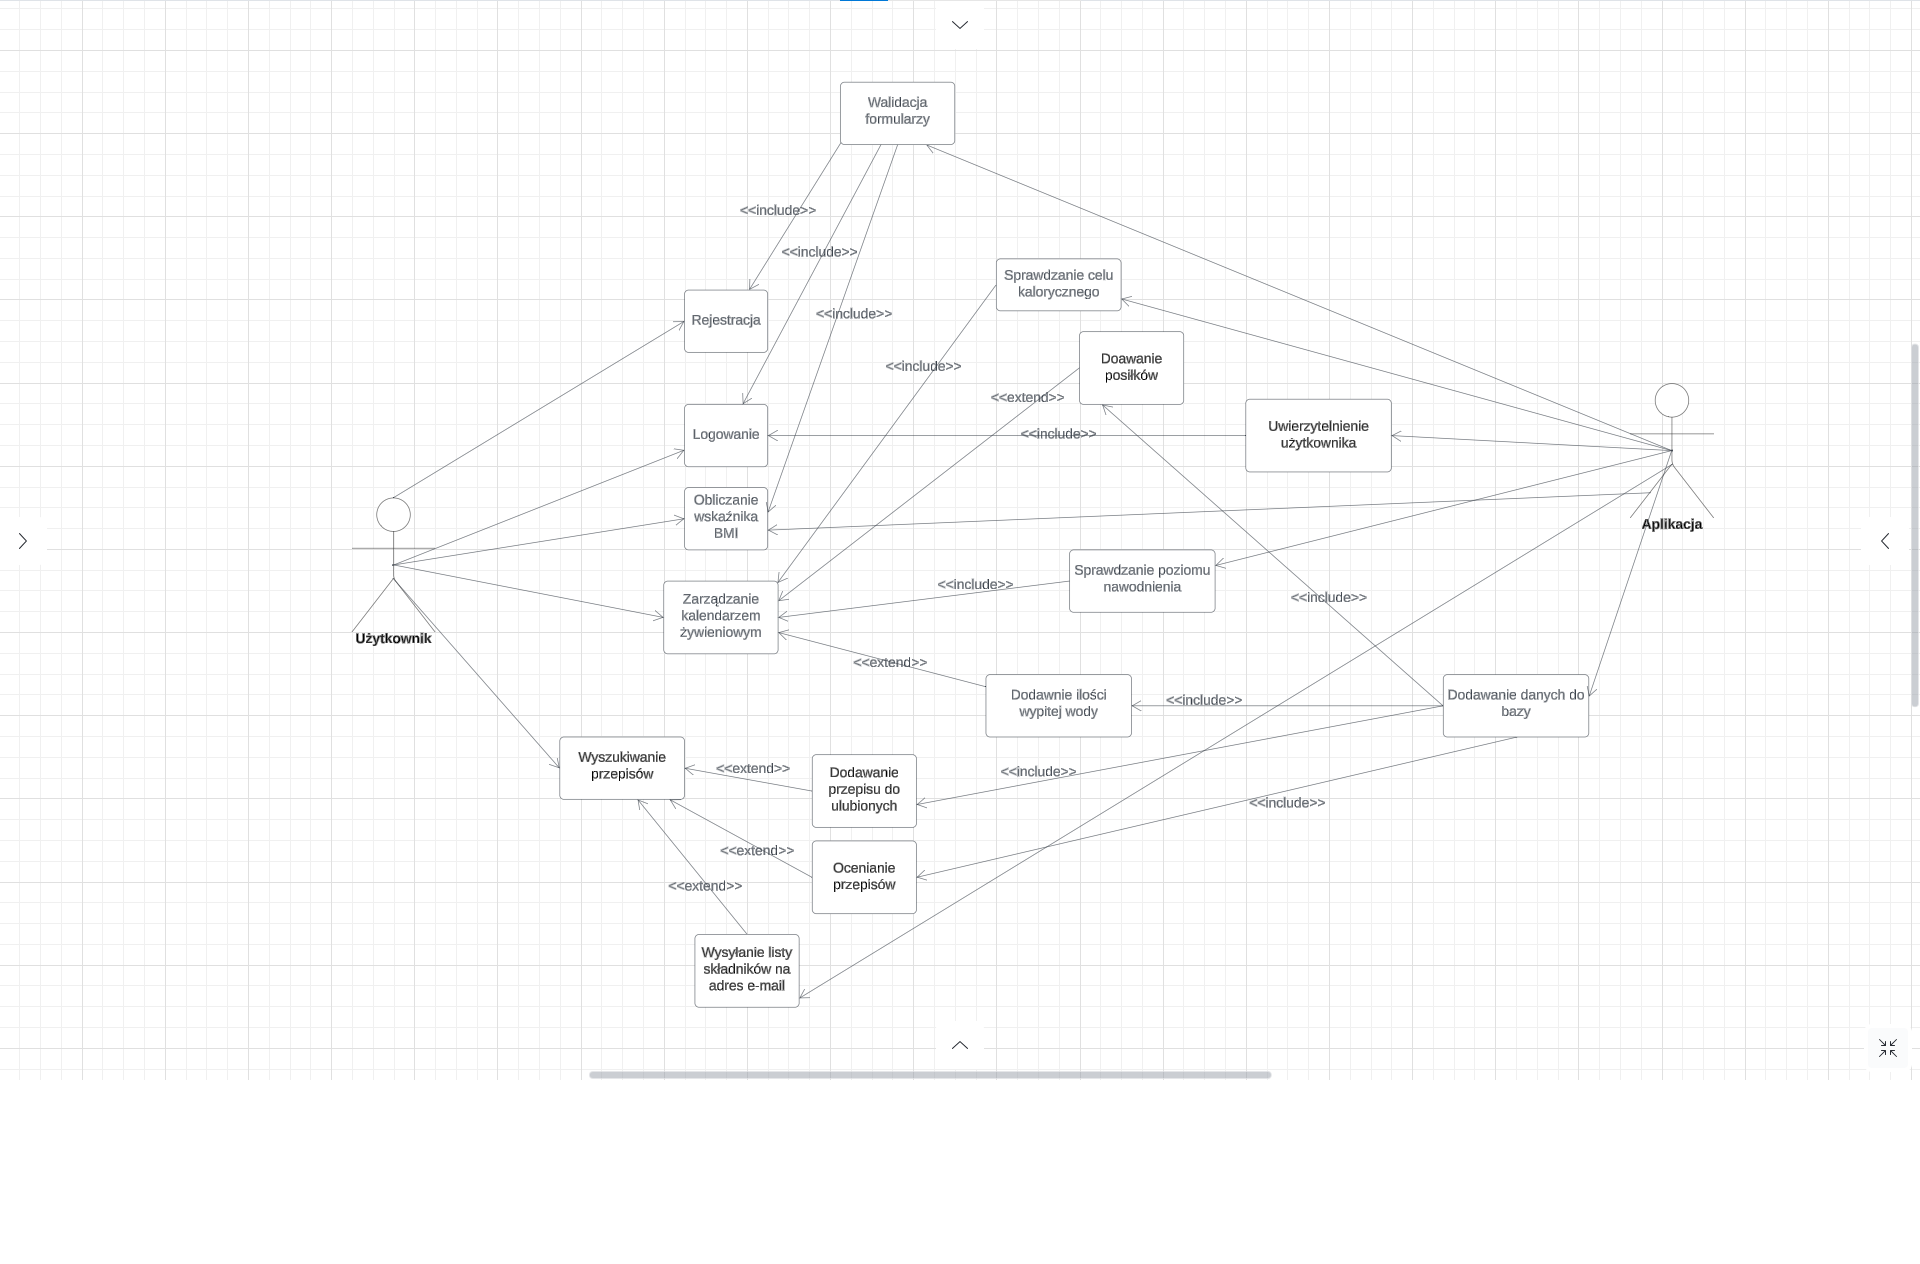 Walidacja
formularzy
<<include>>
<<include>>
Sprawdzanie celu
kalorycznego
<<include>>
Rejestracja
Doawanie
posiłków
<<include>>
<<extend>>
Uwierzytelnienie
użytkownika
Logowanie
<<include>>
Obliczanie
wskaźnika
BMI
Aplikacja
Sprawdzanie poziomu
nawodnienia
<<include>>
<<include>>
Zarządzanie
kalendarzem
żywieniowym
Użytkownik
<<extend>>
Dodawnie ilości
wypitej wody
<<include>>
Dodawanie danych do
bazy
Wyszukiwanie
przepisów
<<extend>>
Dodawanie
przepisu do
ulubionych
<<include>>
<<include>>
<<extend>>
Ocenianie
przepisów
<<extend>>
Wysyłanie listy
składników na
adres e-mail